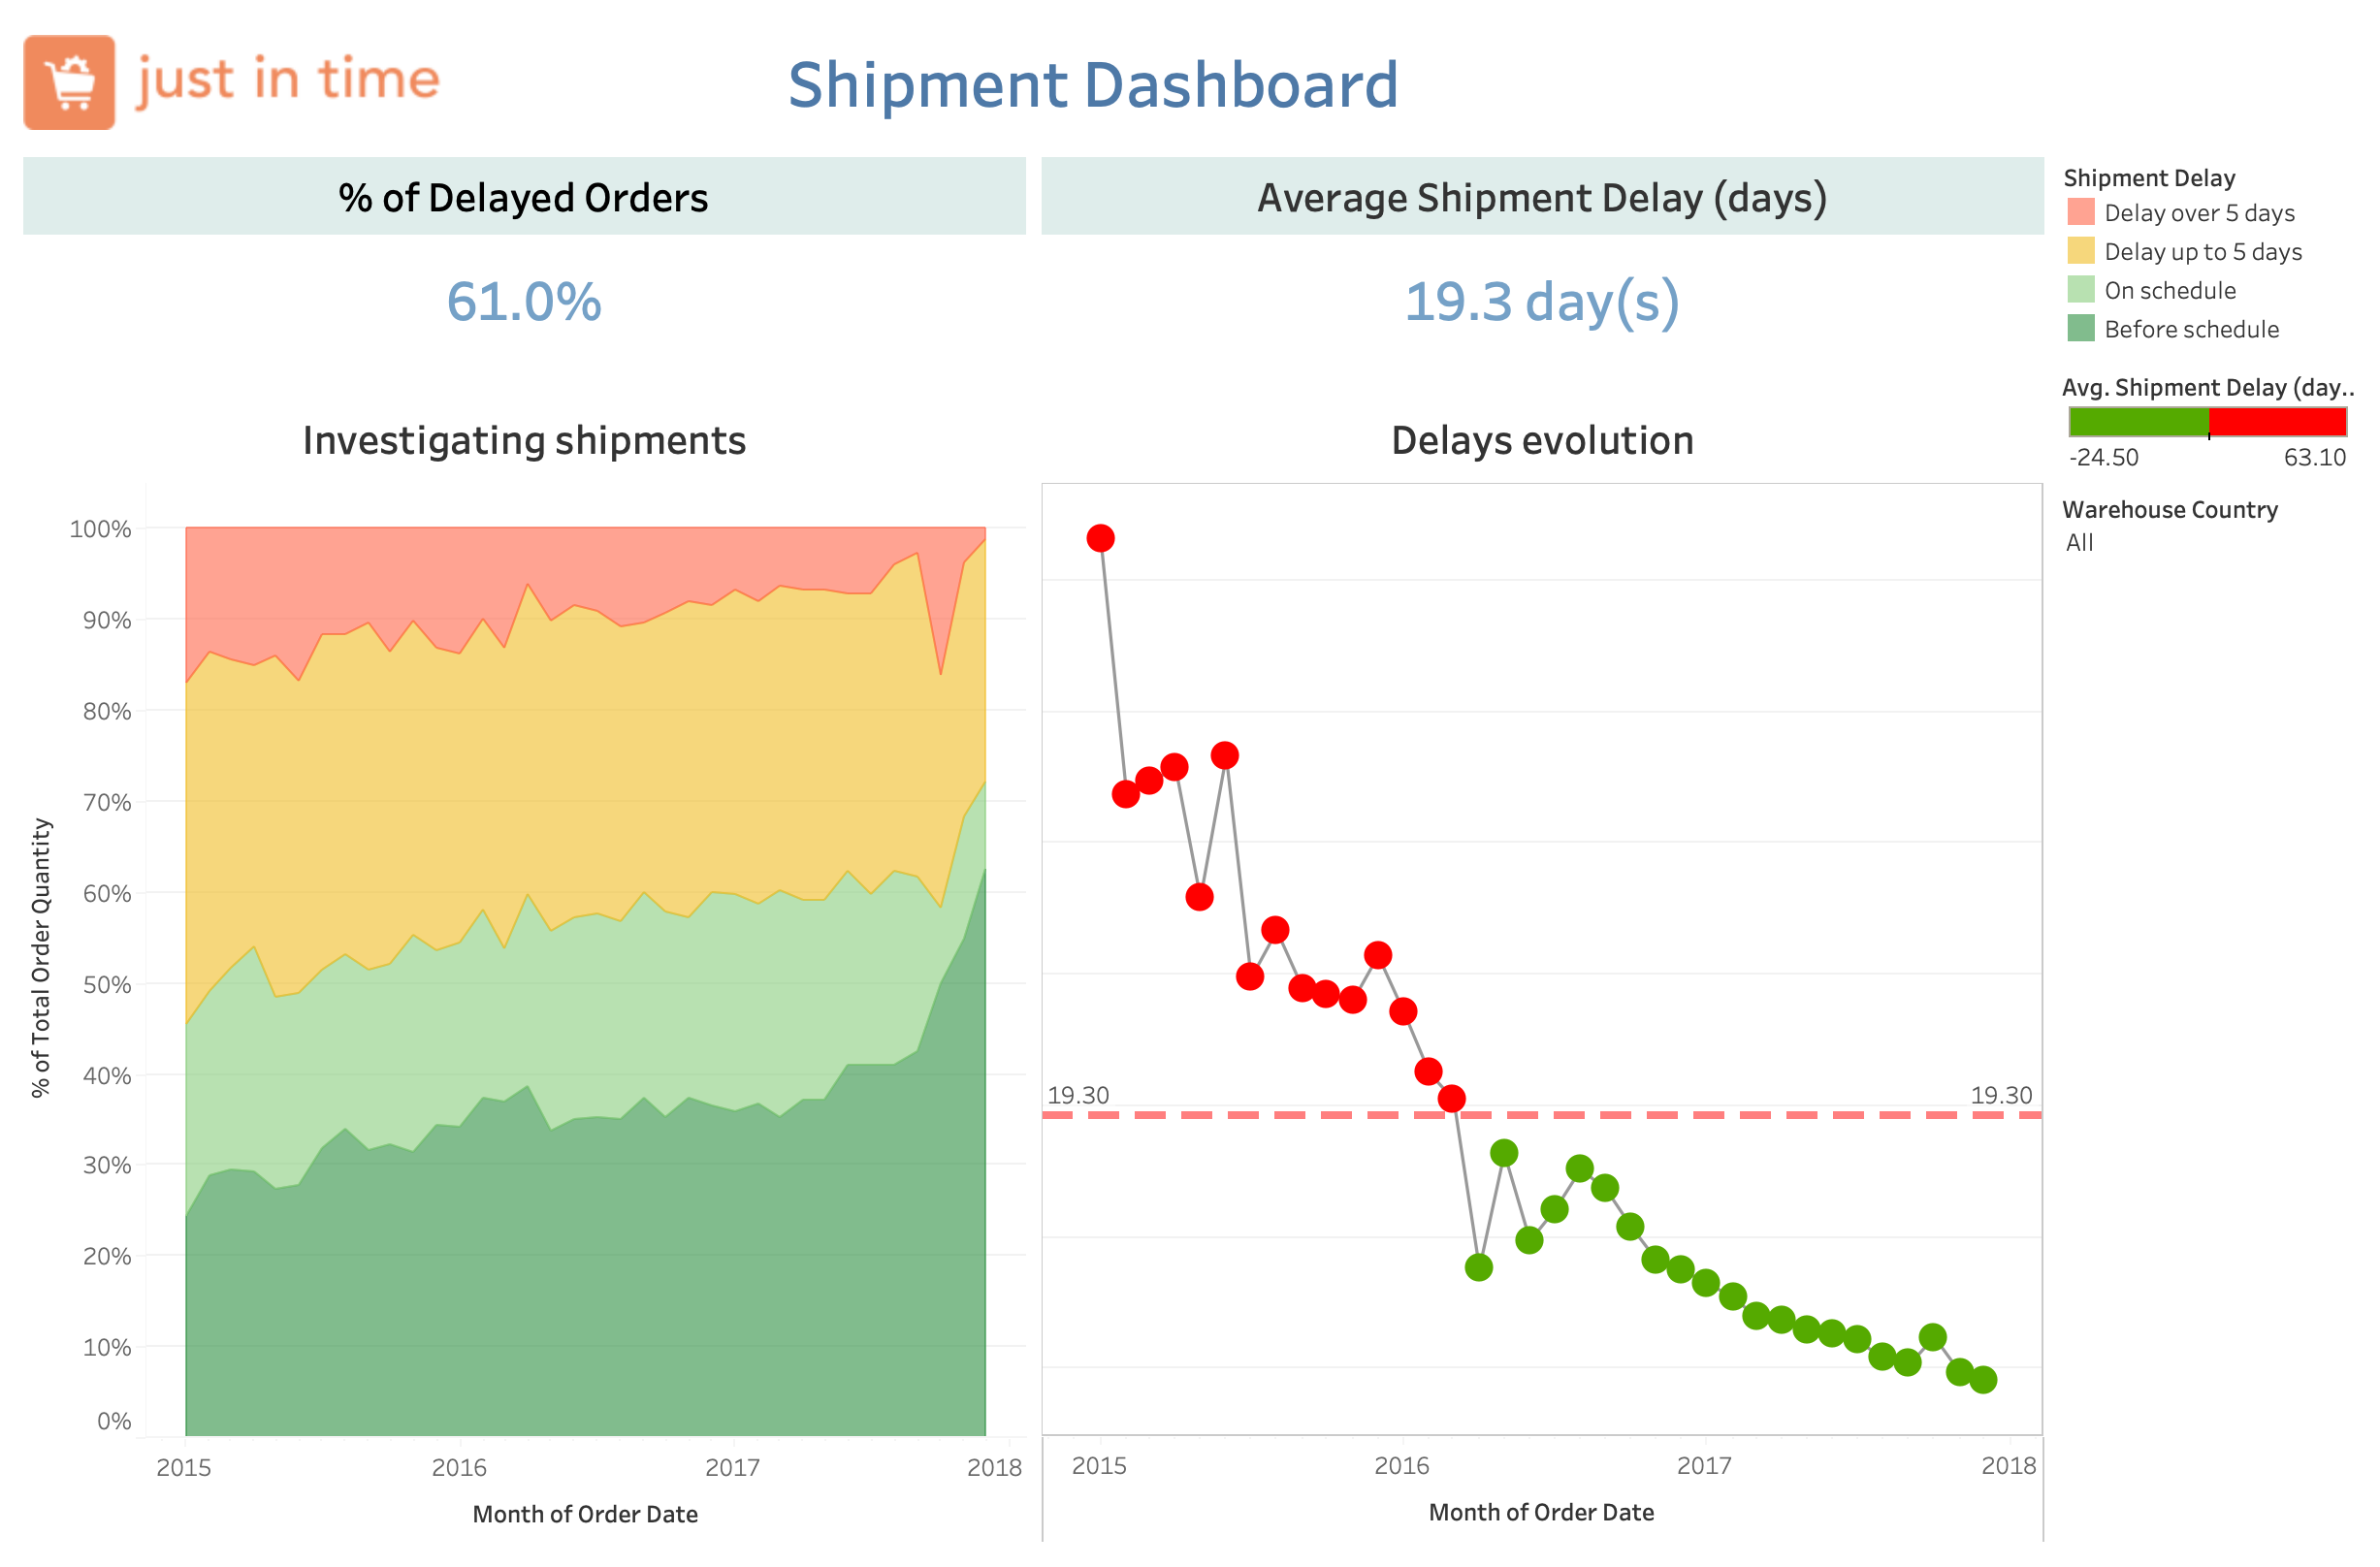 just in time
Shipment Dashboard
% of Delayed Orders
61.0%
Average Shipment Delay (days)
19.3 day(s)
Shipment Delay
Delay over 5 days
Delay up to 5 days
On schedule
Before schedule
Avg. Shipment Delay (day..
-24.50 63.10
Warehouse Country
All
Investigating shipments
% of Total Order Quantity
100%
90%
80%
70%
60%
50%
40%
30%
20%
10%
0%
2015 2016 2017 2018
Month of Order Date
Delays evolution
19.30 19.30
2015 2016 2017 2018
Month of Order Date